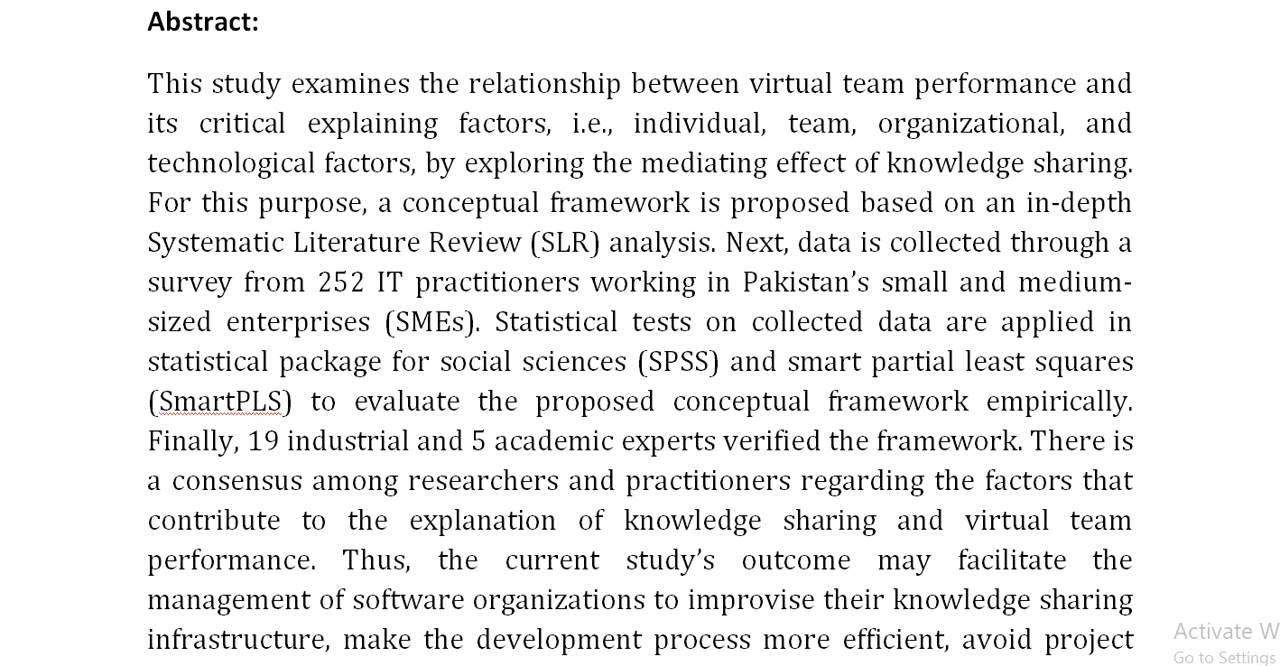 Abstract:
This study examines the relationship between virtual team performance and
its critical explaining factors, i.e., individual, team, organizational, and
technological factors, by exploring the mediating effect of knowledge sharing.
For this purpose, a conceptual framework is proposed based on an in-depth
Systematic Literature Review (SLR) analysis. Next, data is collected through a
survey from 252 IT practitioners working in Pakistan’s small and medium-
sized enterprises (SMEs). Statistical tests on collected data are applied in
statistical package for social sciences (SPSS) and smart partial least squares
(SmartPLS) to evaluate the proposed conceptual framework empirically.
Finally, 19 industrial and 5 academic experts verified the framework. There is
a consensus among researchers and practitioners regarding the factors that
contribute to the explanation of knowledge sharing and virtual team
performance. Thus, the current study’s outcome may facilitate the
management of software organizations to improvise their knowledge sharing
infrastructure, make the development process more efficient, avoid project
Activate W
Go to Settings